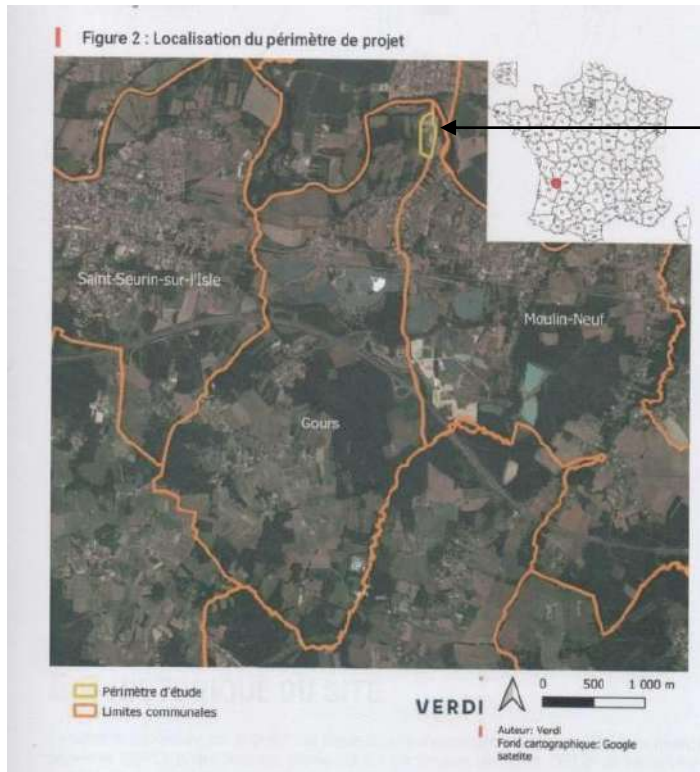 Figure 2 : Localisation du périmètre de projet
Saint-Seurin-sur-l'Isle
Moulin-Neuf
Gours
Périmètre d'étude
Limites communales
VERDI
0 500 1 000 m
Auteur: Verdi
Fond cartographique: Google
satelite